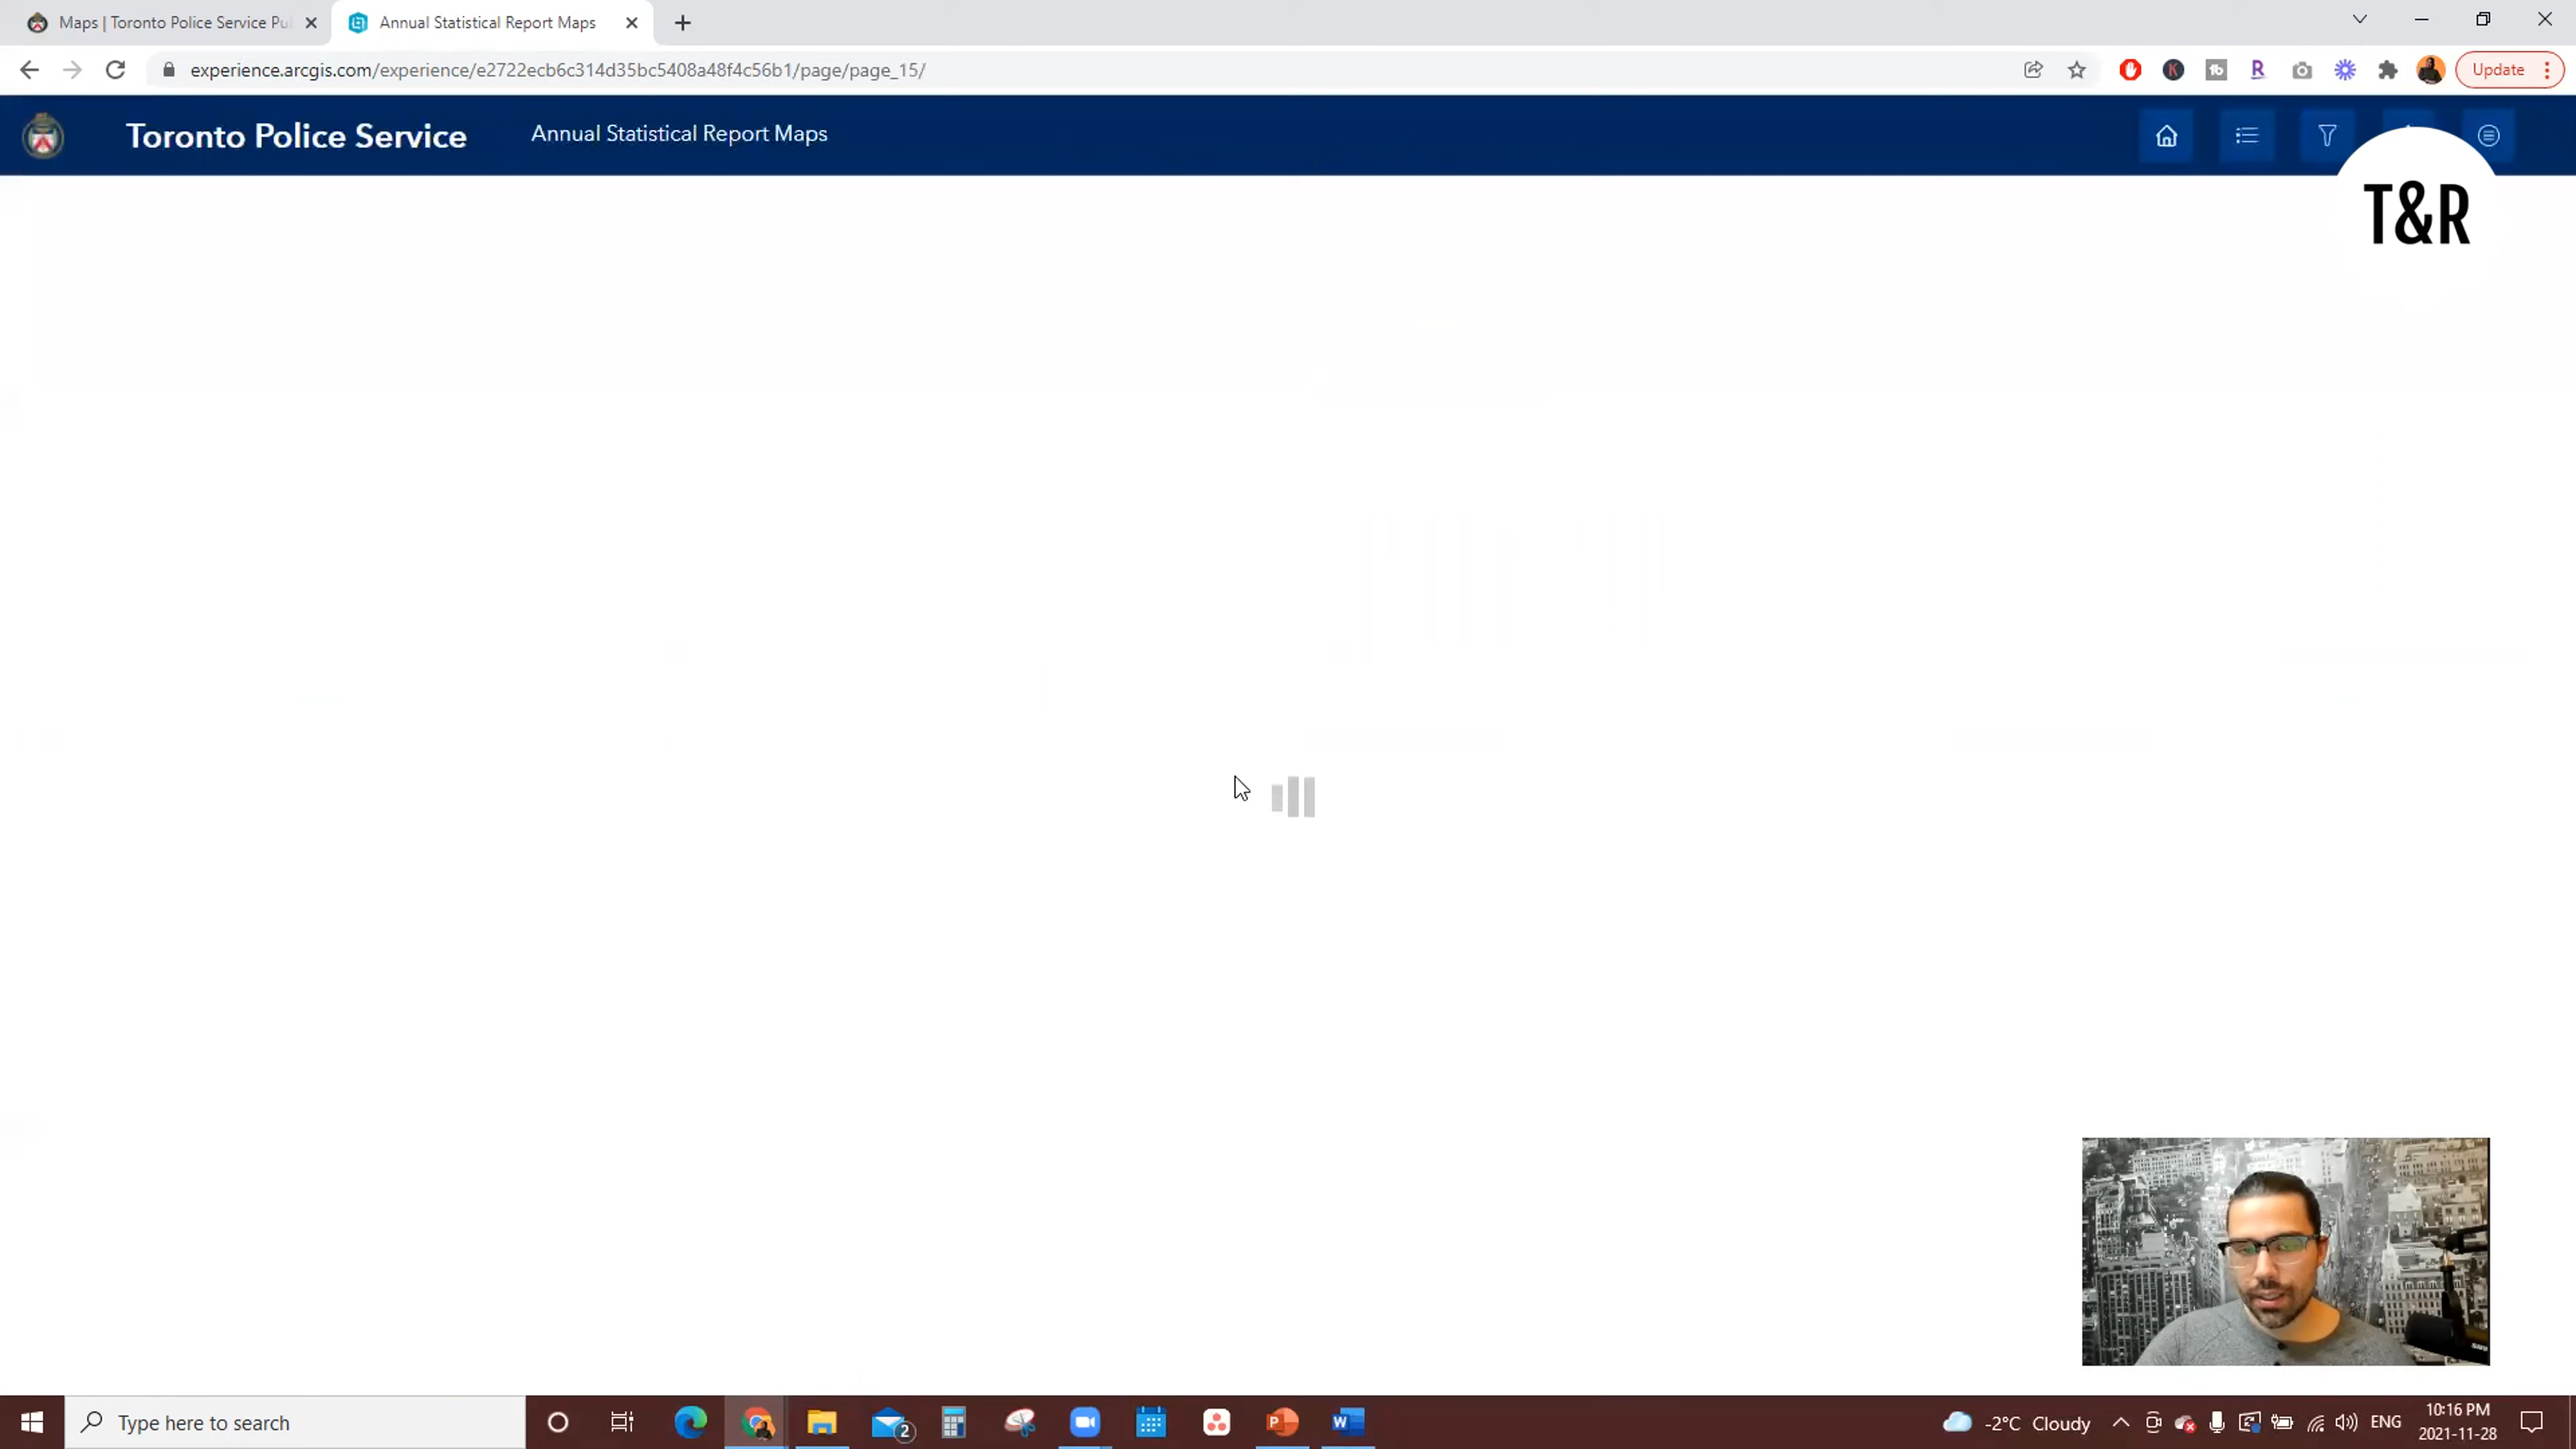 Maps | Toronto Police Service Pu
Annual Statistical Report Maps
experience.arcgis.com/experience/e2722ecb6c314d35bc5408a48f4c56b1/page/page_15/
Update
Toronto Police Service
Annual Statistical Report Maps
T&R
Type here to search
2
-2°C Cloudy
ENG
10:16 PM
2021-11-28